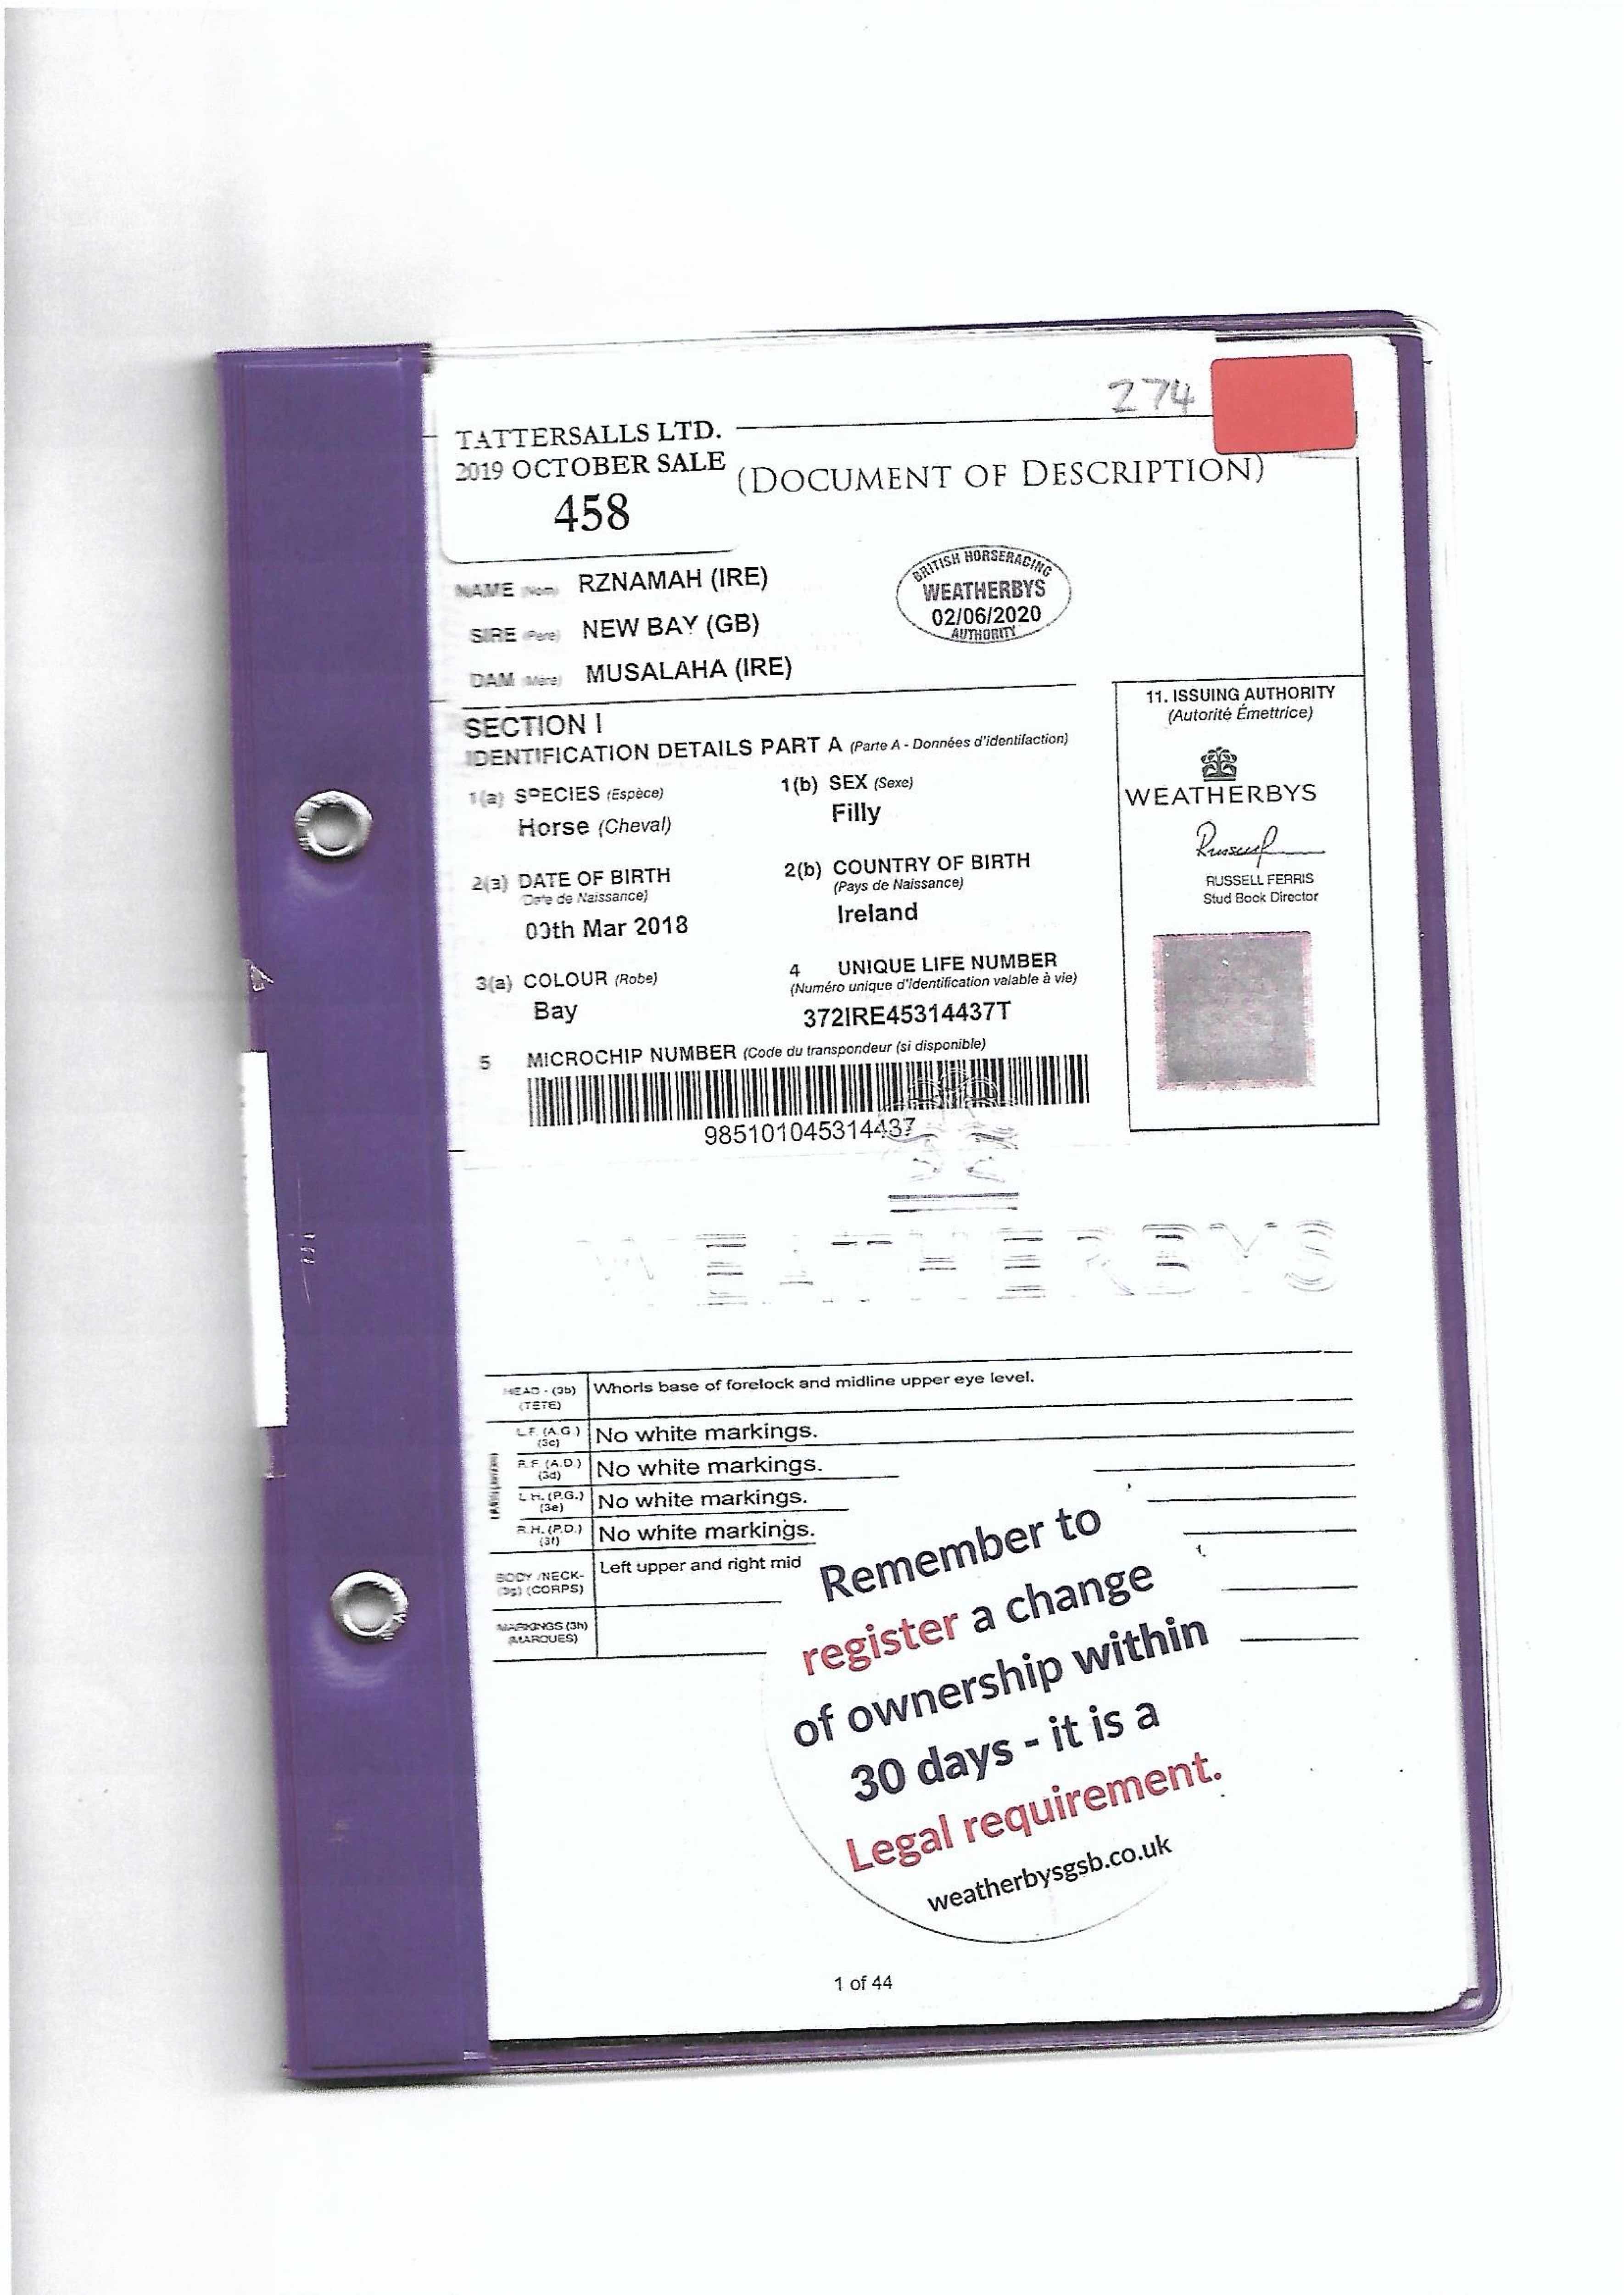 274
TATTERSALLS LTD.
2019 OCTOBER SALE
458
(DOCUMENT OF DESCRIPTION)
NAME (Nom) RZNAMAH (IRE)
SIRE (Père) NEW BAY (GB)
DAM (Mère) MUSALAHA (IRE)
BRITISH HORSERACING
WEATHERBYS
02/06/2020
AUTHORITY
SECTION I
IDENTIFICATION DETAILS PART A (Parte A - Données d'identifaction)
1(a) SPECIES (Espèce)
Horse (Cheval)
1(b) SEX (Sexe)
Filly
2(a) DATE OF BIRTH
(Date de Naissance)
Mar 2018
2(b) COUNTRY OF BIRTH
(Pays de Naissance)
Ireland
3(a) COLOUR (Robe)
Bay
4 UNIQUE LIFE NUMBER
(Numéro unique d'identification valable à vie)
372IRE45314437T
5 MICROCHIP NUMBER (Code du transpondeur (si disponible)
985101045314437
11. ISSUING AUTHORITY
(Autorité Émettrice)
WEATHERBYS
RUSSELL FERRIS
Stud Book Director
WEATHERBYS
HEAD - (3b) Whorls base of forelock and midline upper eye level.
(TETE)
L.F. (A.G.) No white markings.
(3c)
R.F. (A.D.) No white markings.
(3d)
L.H. (P.G.) No white markings.
(3e)
R.H. (P.D.) No white markings.
(3f)
BODY /NECK- Left upper and right mid
(3g) (CORPS)
MARKINGS (3h)
(MARQUES)
Remember to
register a change
of ownership within
30 days - it is a
Legal requirement.
weatherbysgsb.co.uk
1 of 44